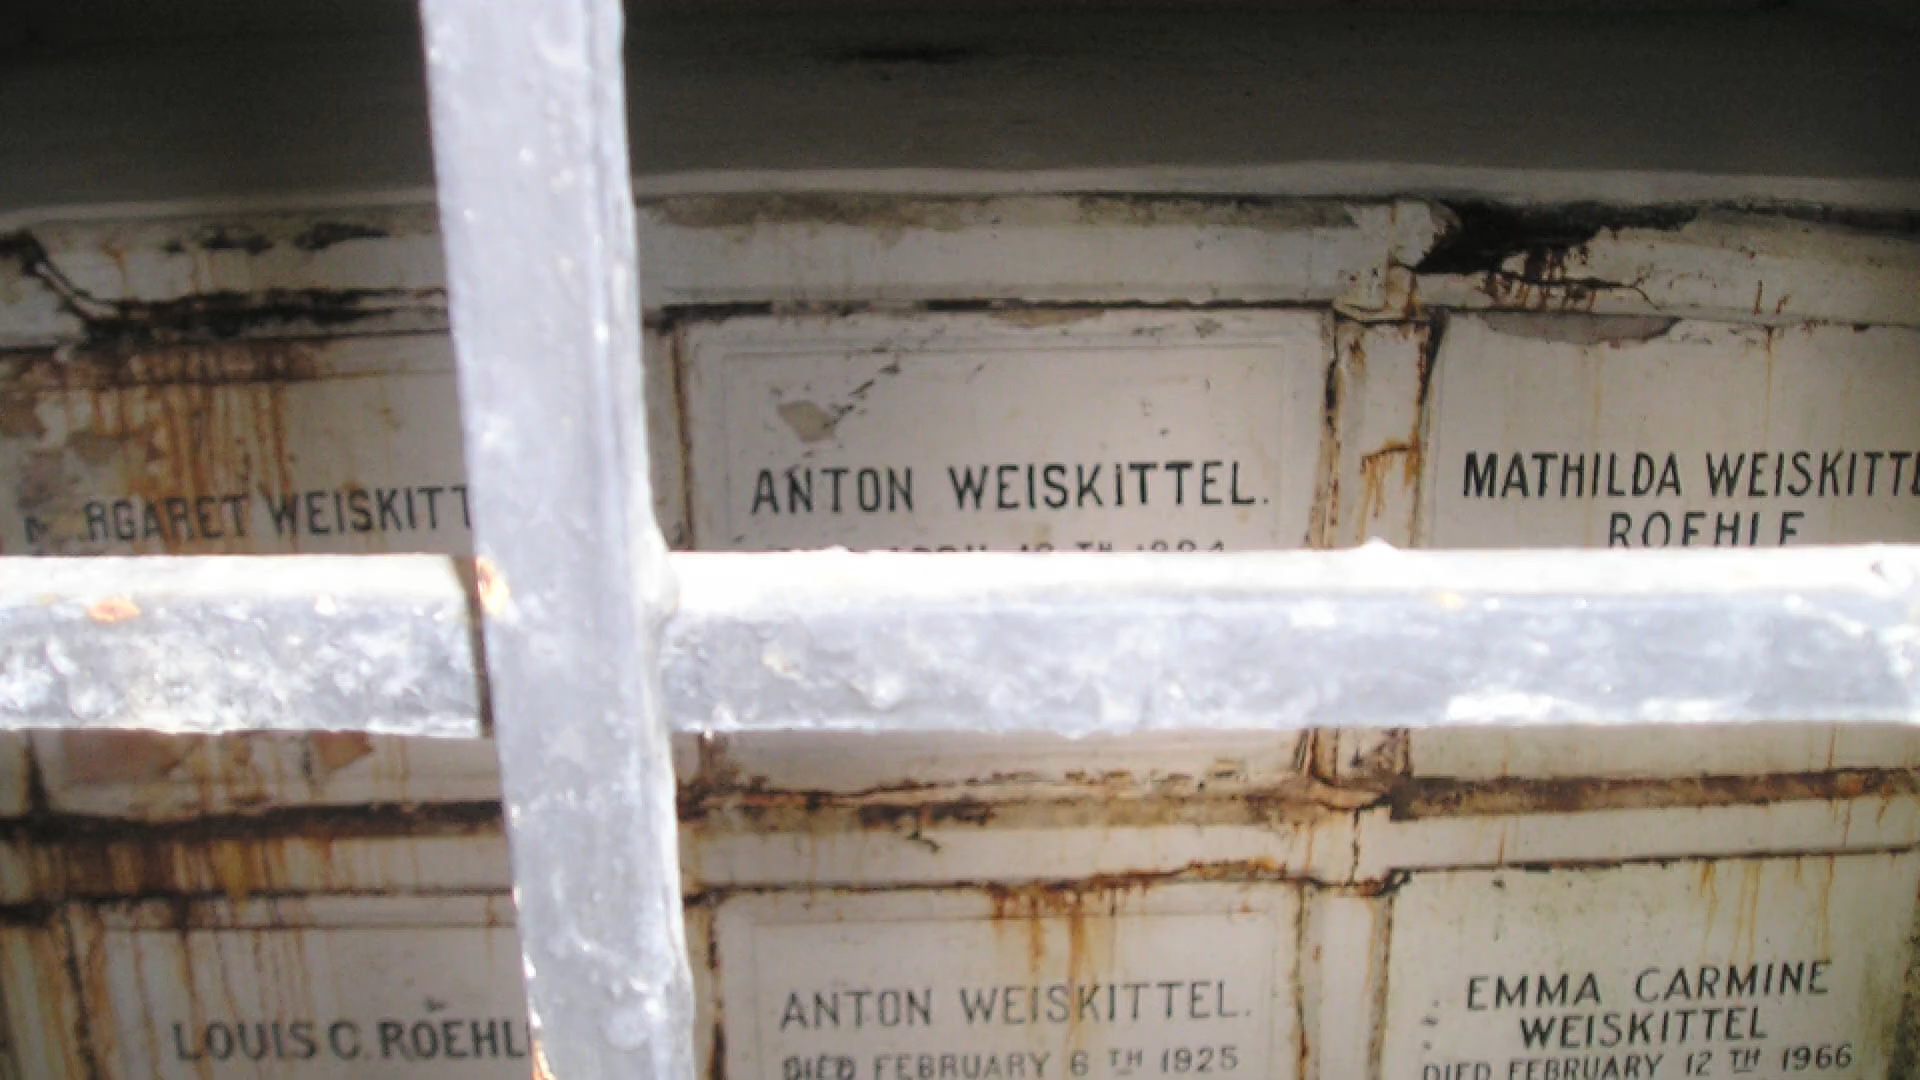 RGARET WEISKITT
ANTON WEISKITTEL.
MATHILDA WEISKITTE
ROEHLE
LOUIS C. ROEHL
ANTON WEISKITTEL.
DIED FEBRUARY 6 TH 1925
EMMA CARMINE
WEISKITTEL
DIED FEBRUARY 12 TH 1966